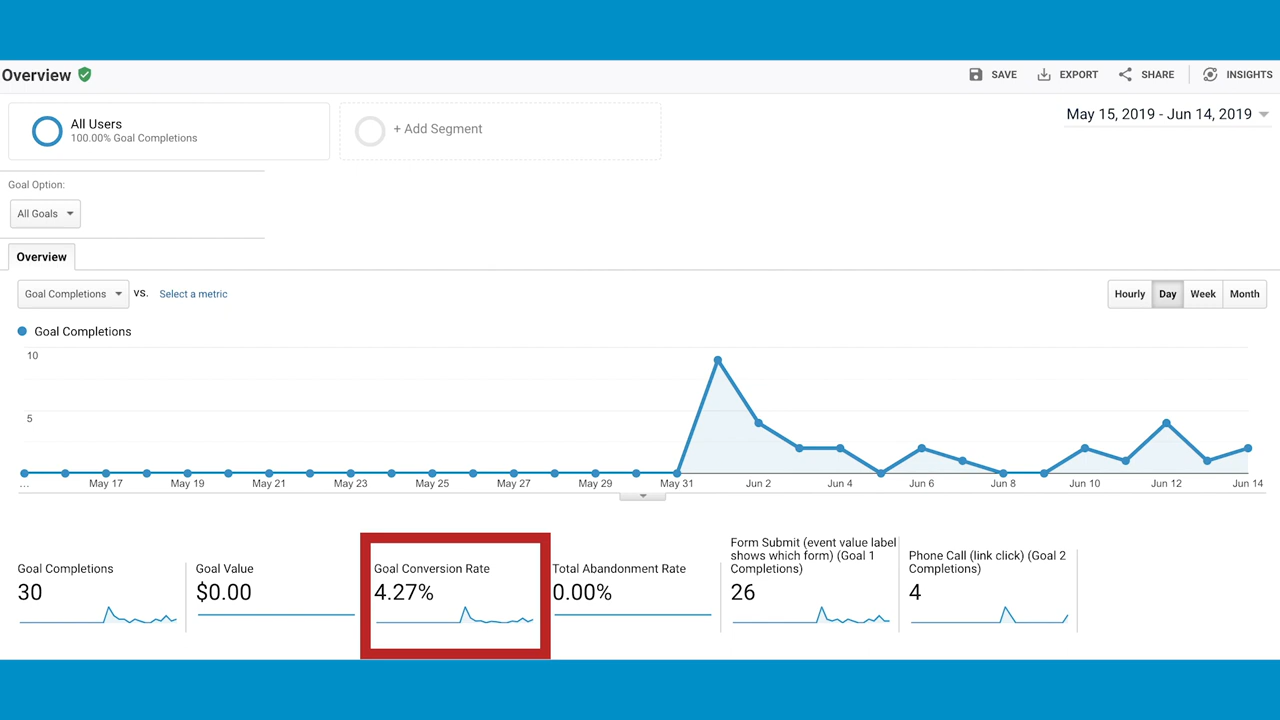 Overview
SAVE EXPORT SHARE INSIGHTS
All Users
100.00% Goal Completions
+ Add Segment
May 15, 2019 - Jun 14, 2019
Goal Option:
All Goals
Overview
Goal Completions vs. Select a metric
Hourly Day Week Month
Goal Completions
10
5
... May 17 May 19 May 21 May 23 May 25 May 27 May 29 May 31 Jun 2 Jun 4 Jun 6 Jun 8 Jun 10 Jun 12 Jun 14
Goal Completions
30
Goal Value
$0.00
Goal Conversion Rate
4.27%
Total Abandonment Rate
0.00%
Form Submit (event value label
shows which form) (Goal 1
Completions)
26
Phone Call (link click) (Goal 2
Completions)
4